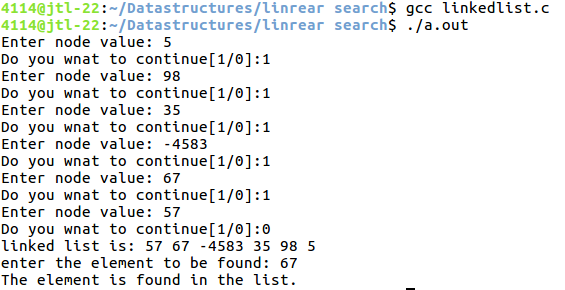 4114@jtl-22:~/Datastructures/linrear search$ gcc linkedlist.c
4114@jtl-22:~/Datastructures/linrear search$ ./a.out
Enter node value: 5
Do you wnat to continue[1/0]:1
Enter node value: 98
Do you wnat to continue[1/0]:1
Enter node value: 35
Do you wnat to continue[1/0]:1
Enter node value: -4583
Do you wnat to continue[1/0]:1
Enter node value: 67
Do you wnat to continue[1/0]:1
Enter node value: 57
Do you wnat to continue[1/0]:0
linked list is: 57 67 -4583 35 98 5
enter the element to be found: 67
The element is found in the list.